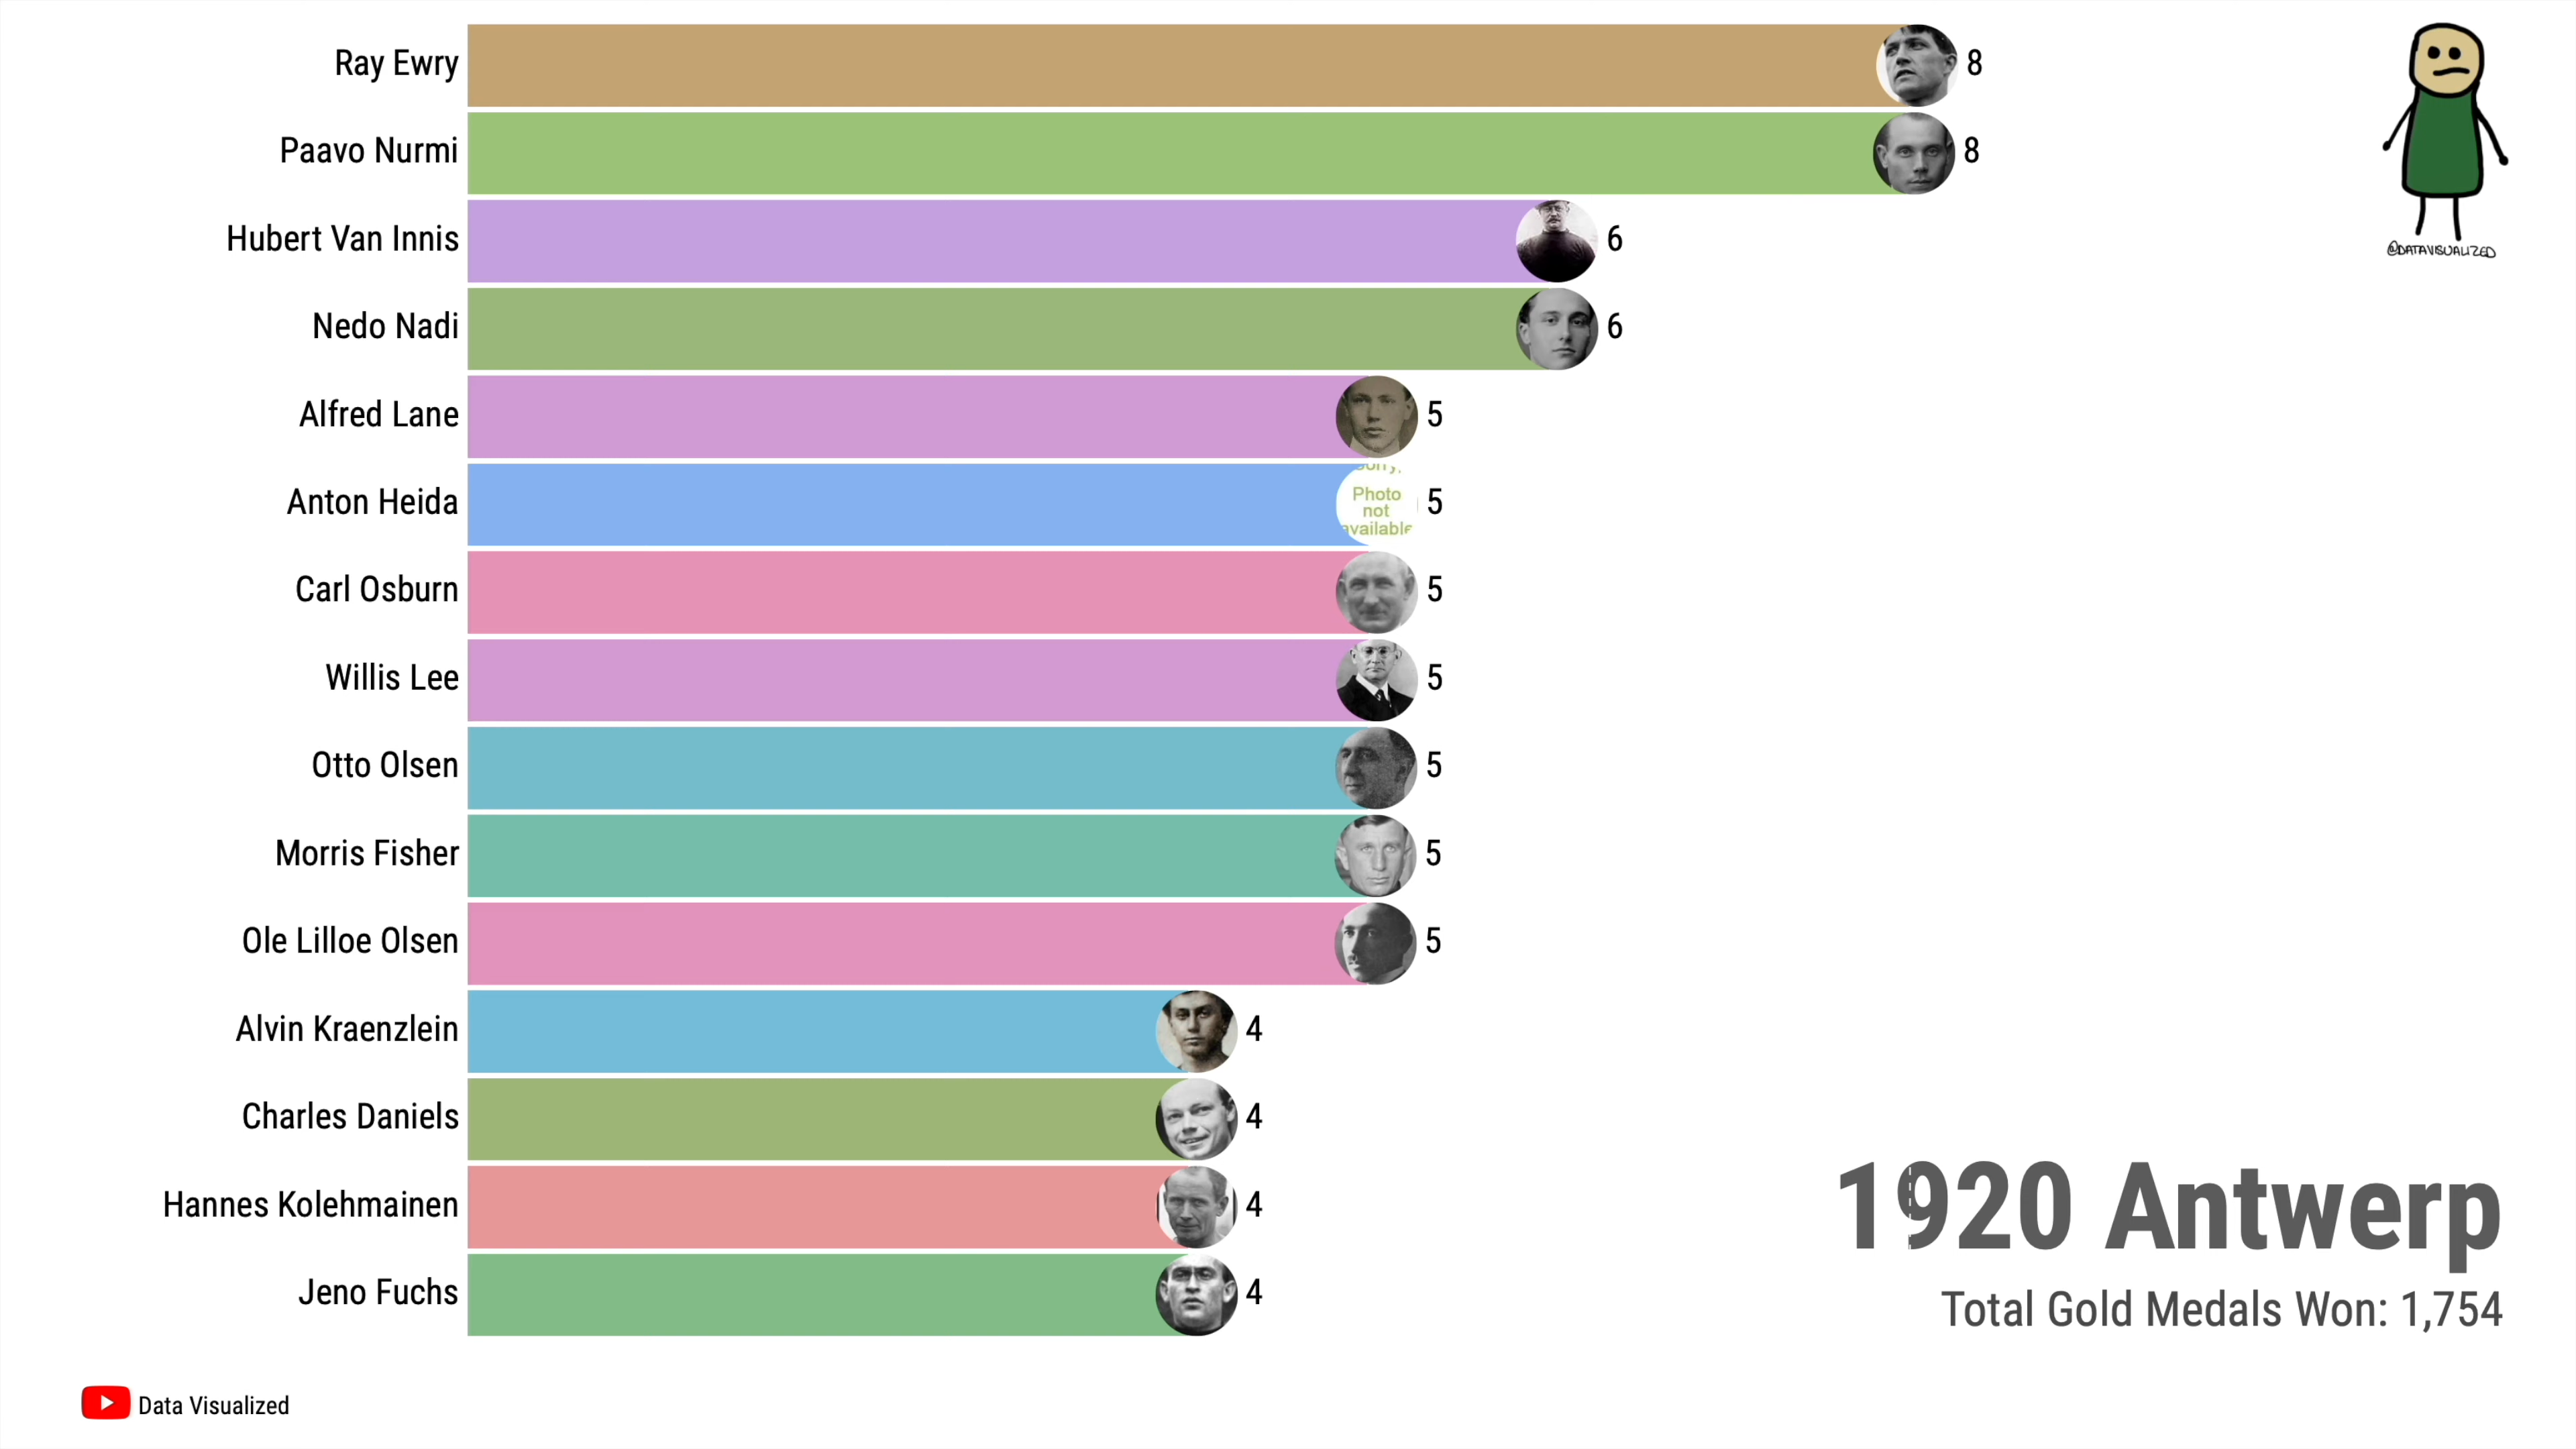 Ray Ewry 8
Paavo Nurmi 8
Hubert Van Innis 6
Nedo Nadi 6
Alfred Lane 5
Anton Heida 5
Sorry,
Photo
not
available
Carl Osburn 5
Willis Lee 5
Otto Olsen 5
Morris Fisher 5
Ole Lilloe Olsen 5
Alvin Kraenzlein 4
Charles Daniels 4
Hannes Kolehmainen 4
Jeno Fuchs 4
@DATAVISUALIZED
1920 Antwerp
Total Gold Medals Won: 1,754
Data Visualized